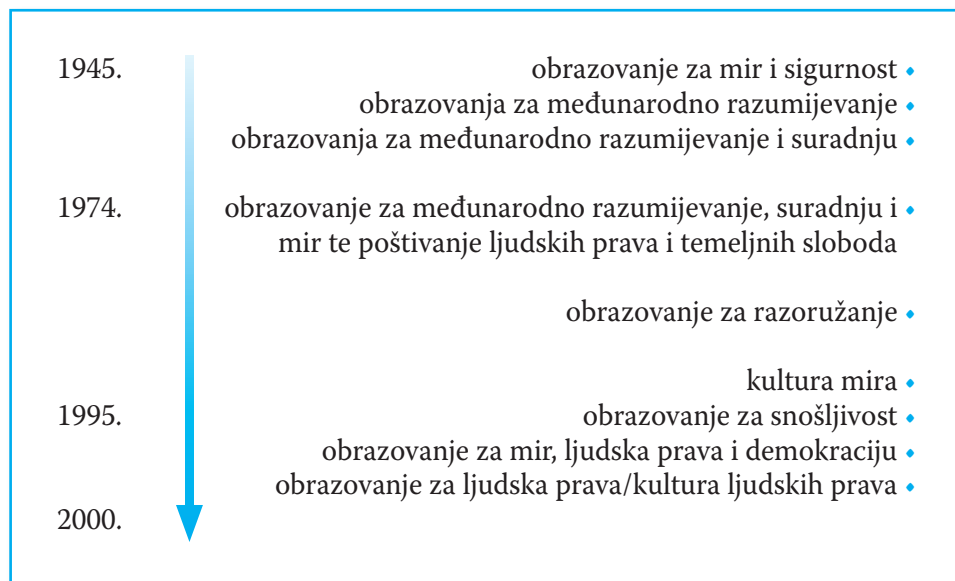 1945. obrazovanje za mir i sigurnost •
obrazovanja za međunarodno razumijevanje •
obrazovanja za međunarodno razumijevanje i suradnju •
1974. obrazovanje za međunarodno razumijevanje, suradnju i •
mir te poštivanje ljudskih prava i temeljnih sloboda
obrazovanje za razoružanje •
kultura mira •
1995. obrazovanje za snošljivost •
obrazovanje za mir, ljudska prava i demokraciju •
obrazovanje za ljudska prava/kultura ljudskih prava •
2000.